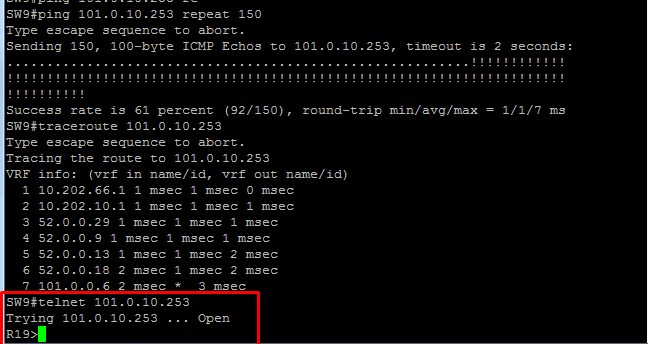 SW9#ping 101.0.10.253 repeat 150
Type escape sequence to abort.
Sending 150, 100-byte ICMP Echos to 101.0.10.253, timeout is 2 seconds:
..........................................................!!!!!!!!!!!!
!!!!!!!!!!!!!!!!!!!!!!!!!!!!!!!!!!!!!!!!!!!!!!!!!!!!!!!!!!!!!!!!!!!!!!
!!!!!!!!!!
Success rate is 61 percent (92/150), round-trip min/avg/max = 1/1/7 ms
SW9#traceroute 101.0.10.253
Type escape sequence to abort.
Tracing the route to 101.0.10.253
VRF info: (vrf in name/id, vrf out name/id)
1 10.202.66.1 1 msec 1 msec 0 msec
2 10.202.10.1 1 msec 1 msec 1 msec
3 52.0.0.29 1 msec 1 msec 1 msec
4 52.0.0.9 1 msec 1 msec 1 msec
5 52.0.0.13 1 msec 1 msec 2 msec
6 52.0.0.18 2 msec 1 msec 2 msec
7 101.0.0.6 2 msec * 3 msec
SW9#telnet 101.0.10.253
Trying 101.0.10.253 ... Open
R19>